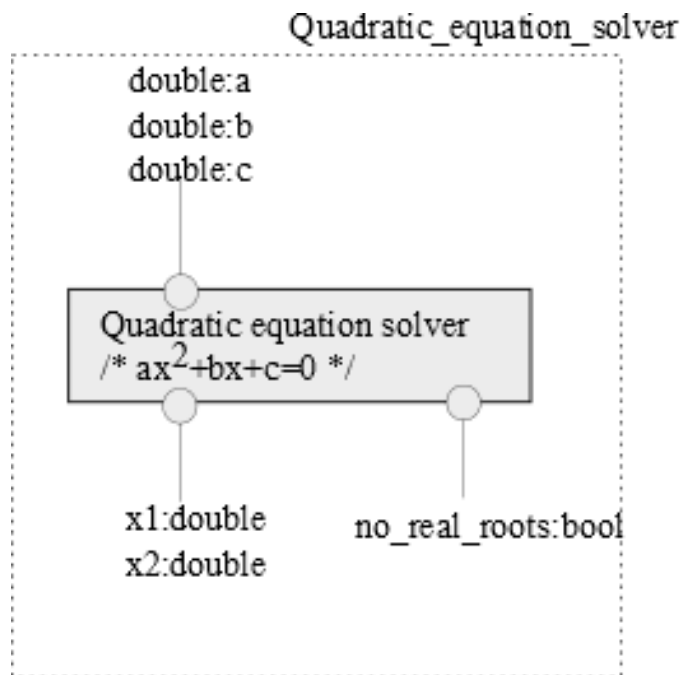 Quadratic_equation_solver
double:a
double:b
double:c
Quadratic equation solver
/* ax²+bx+c=0 */
x1:double
x2:double
no_real_roots:bool